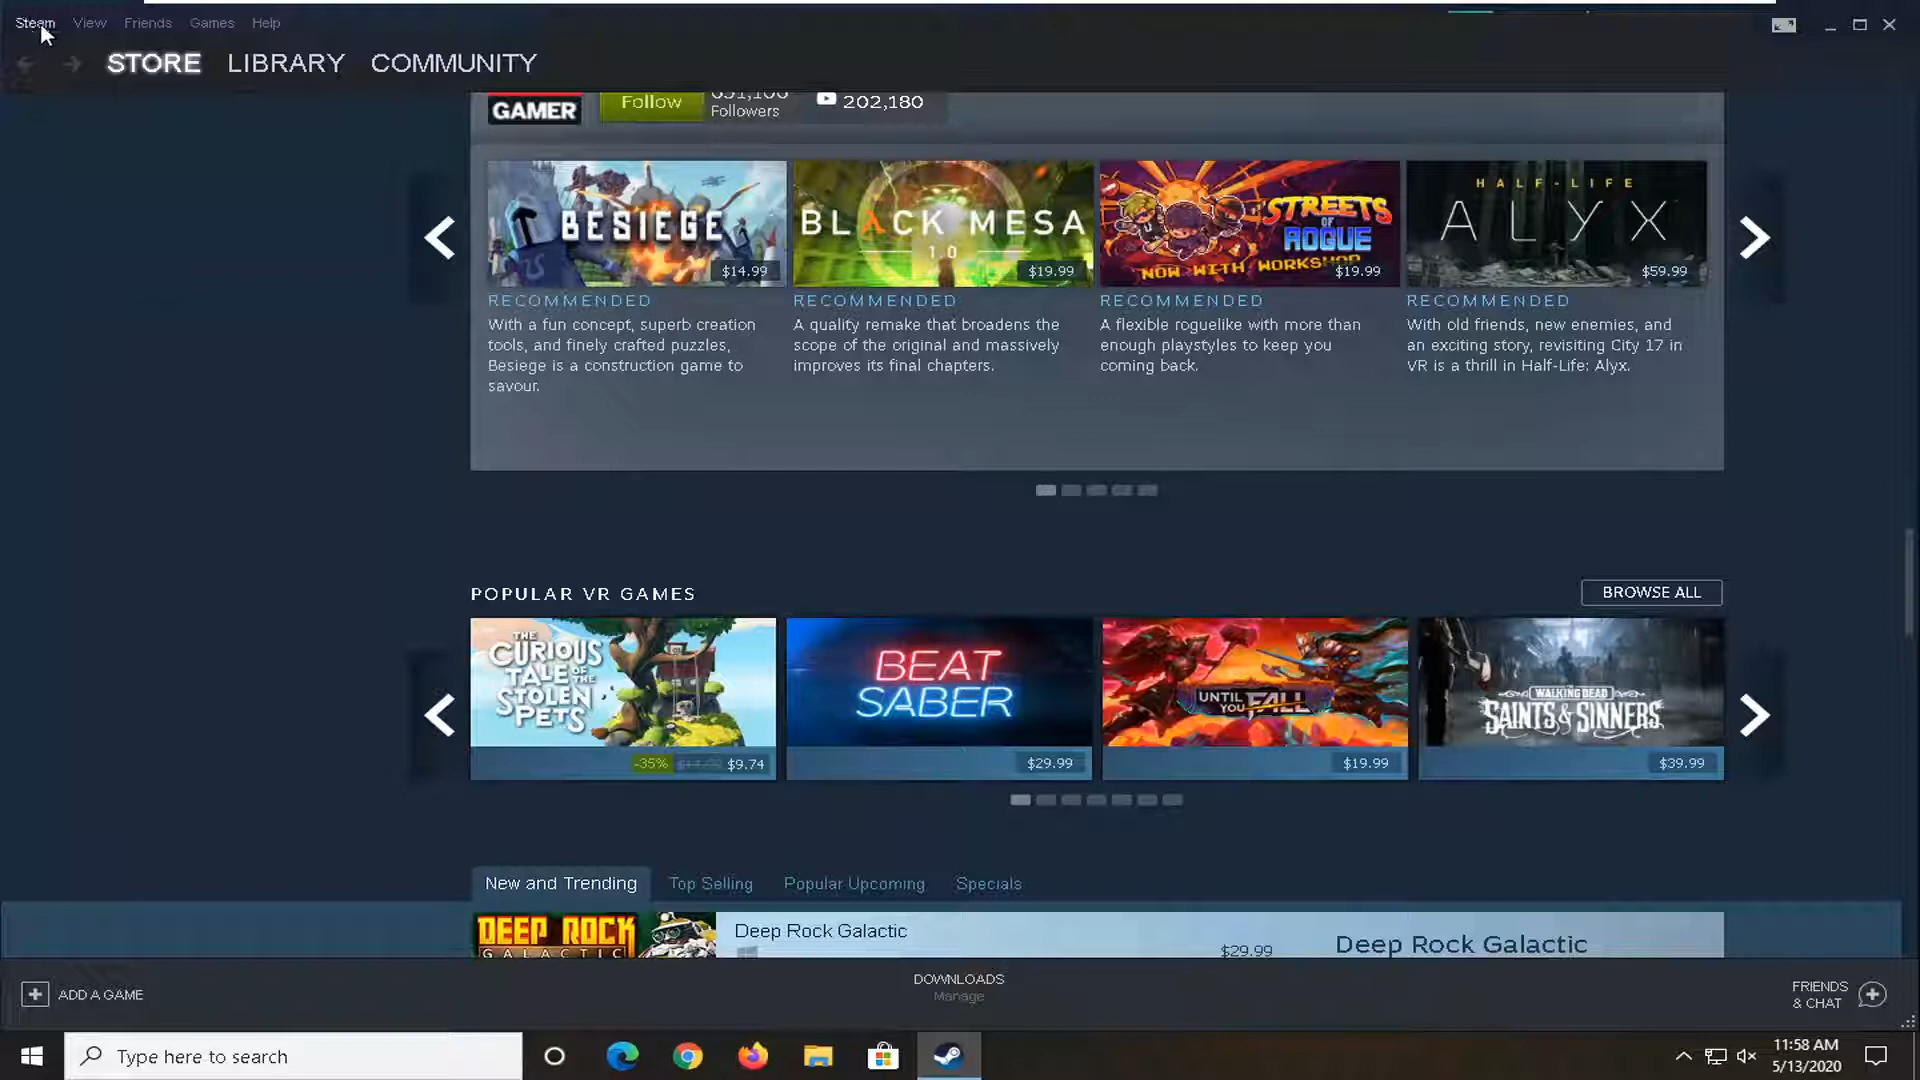 Steam View Friends Games Help
STORE LIBRARY COMMUNITY
GAMER Follow Followers 202,180
BESIEGE
$14.99
BLACK MESA
1.0
$19.99
STREETS
OF
ROGUE
NOW WITH WORKSHOP
$19.99
HALF-LIFE
ALYX
$59.99
RECOMMENDED
With a fun concept, superb creation
tools, and finely crafted puzzles,
Besiege is a construction game to
savour.
RECOMMENDED
A quality remake that broadens the
scope of the original and massively
improves its final chapters.
RECOMMENDED
A flexible roguelike with more than
enough playstyles to keep you
coming back.
RECOMMENDED
With old friends, new enemies, and
an exciting story, revisiting City 17 in
VR is a thrill in Half-Life: Alyx.
POPULAR VR GAMES
BROWSE ALL
THE
CURIOUS
TALE OF THE
STOLEN
PETS
-35% $9.74
BEAT
SABER
$29.99
UNTIL YOU FALL
$19.99
THE WALKING DEAD
SAINTS & SINNERS
$39.99
New and Trending Top Selling Popular Upcoming Specials
DEEP ROCK
GALACTIC
Deep Rock Galactic
$29.99
Deep Rock Galactic
ADD A GAME
DOWNLOADS
Manage
FRIENDS
& CHAT
Type here to search
11:58 AM
5/13/2020